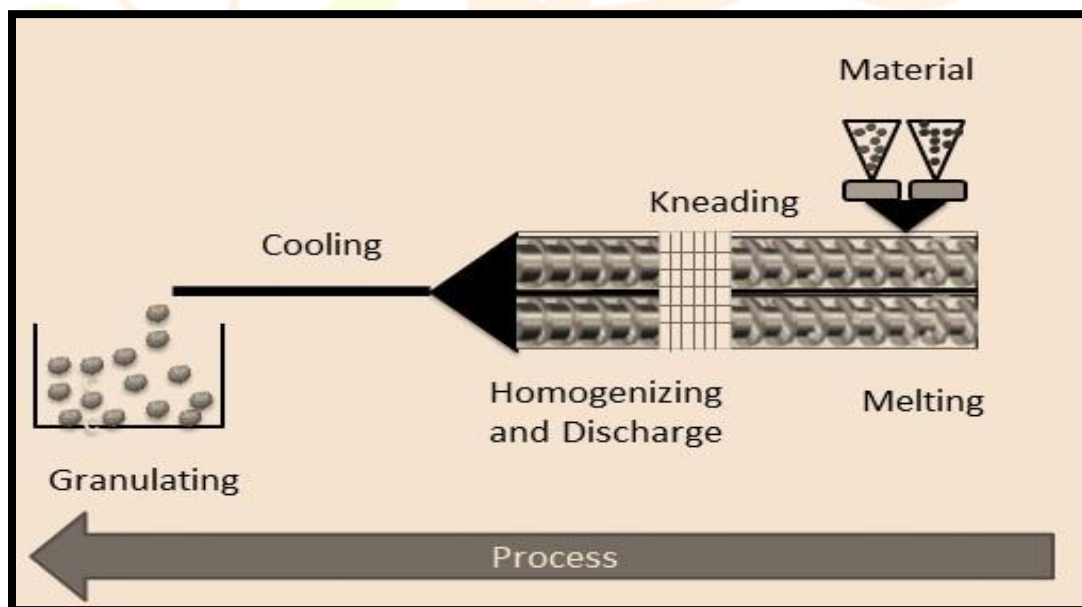 Material
Kneading
Cooling
Homogenizing
and Discharge
Melting
Granulating
Process